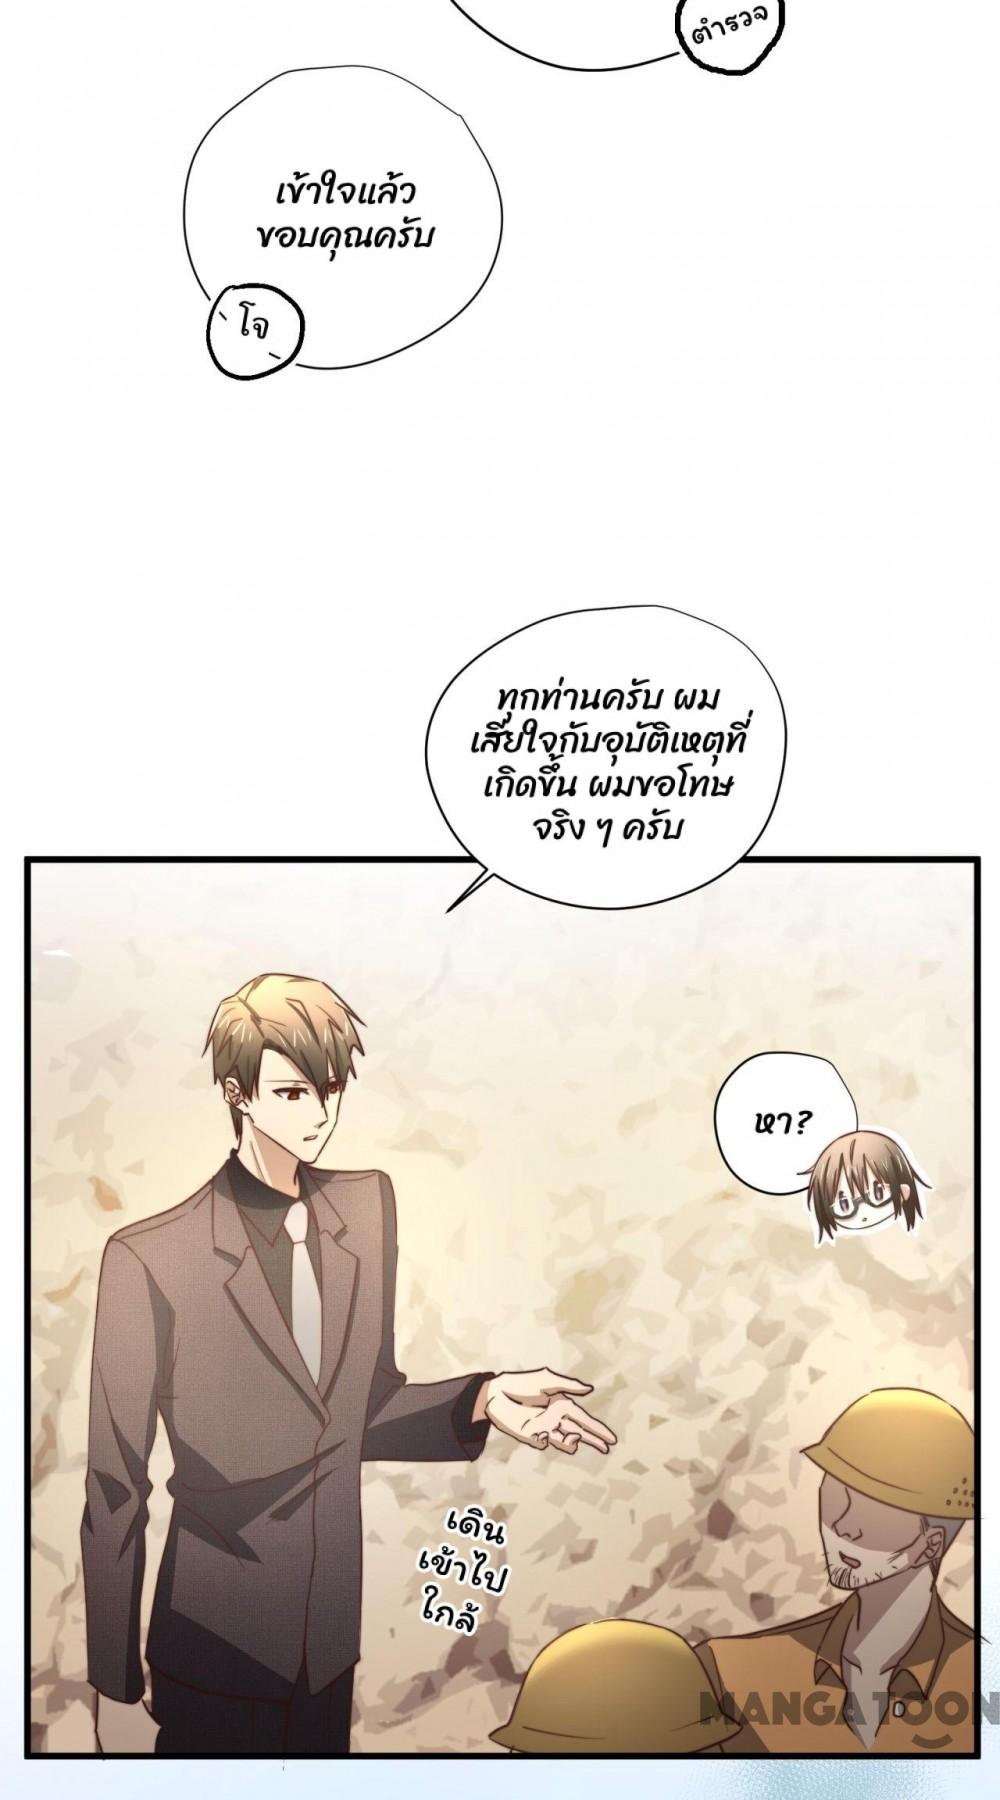 ตำรวจ
เข้าใจแล้ว
ขอบคุณครับ
โจ
ทุกท่านครับ ผม
เสียใจกับอุบัติเหตุที่
เกิดขึ้น ผมขอโทษ
จริง ๆ ครับ
หา?
เดิน
เข้าไป
ใกล้
MANGATOON